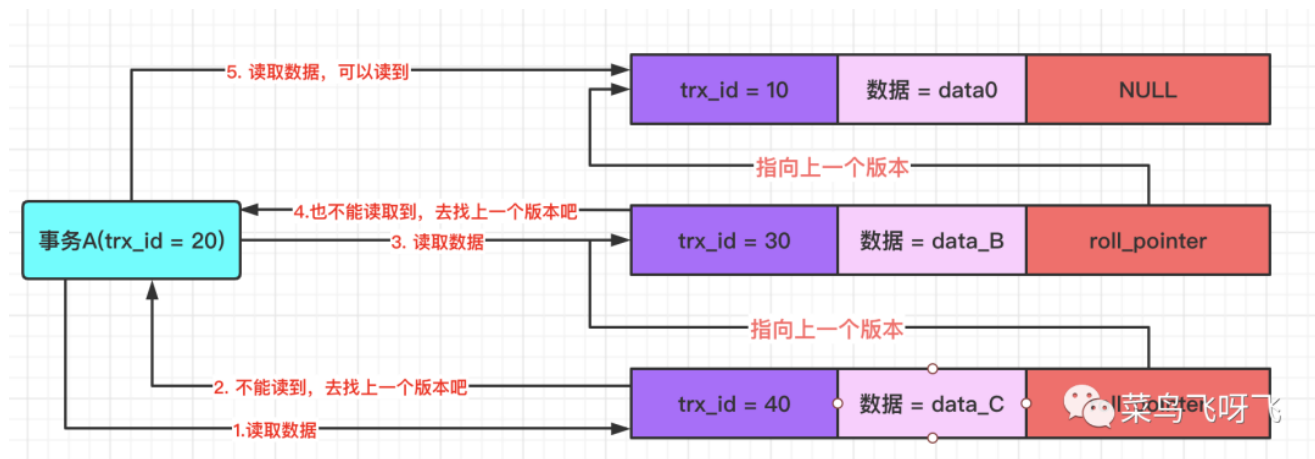 5. 读取数据，可以读到
trx_id = 10
数据 = data0
NULL
指向上一个版本
4.也不能读取到，去找上一个版本吧
事务A(trx_id = 20)
3. 读取数据
trx_id = 30
数据 = data_B
roll_pointer
指向上一个版本
2. 不能读到，去找上一个版本吧
trx_id = 40
数据 = data_C
菜鸟飞呀飞
1.读取数据